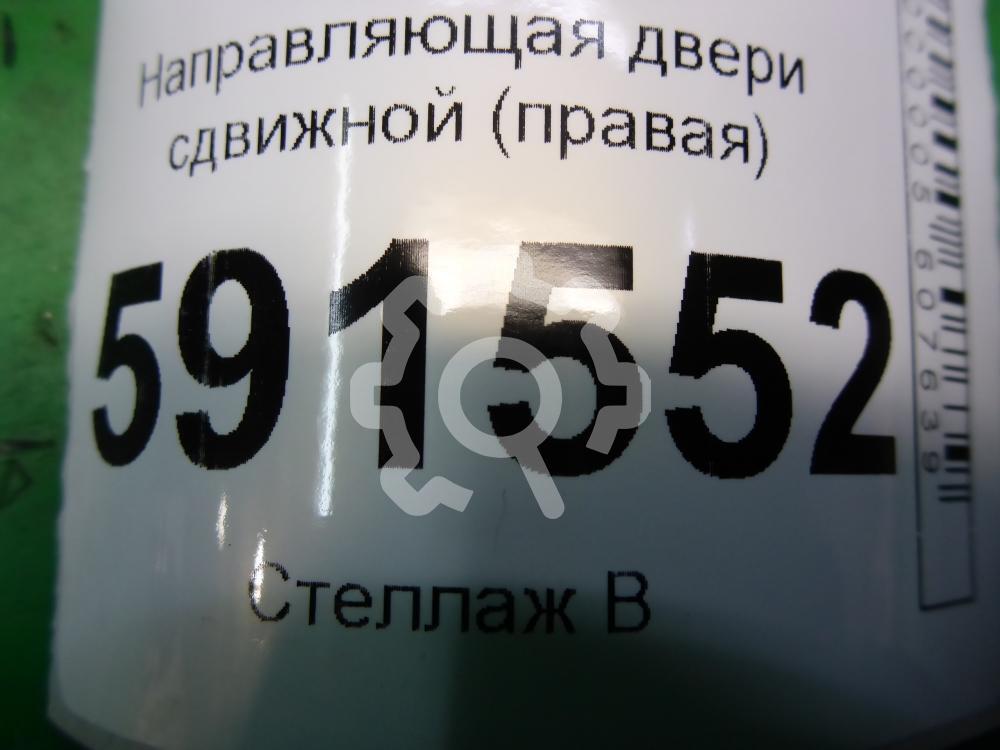 Направляющая двери
сдвижной (правая)
591552
Стеллаж В